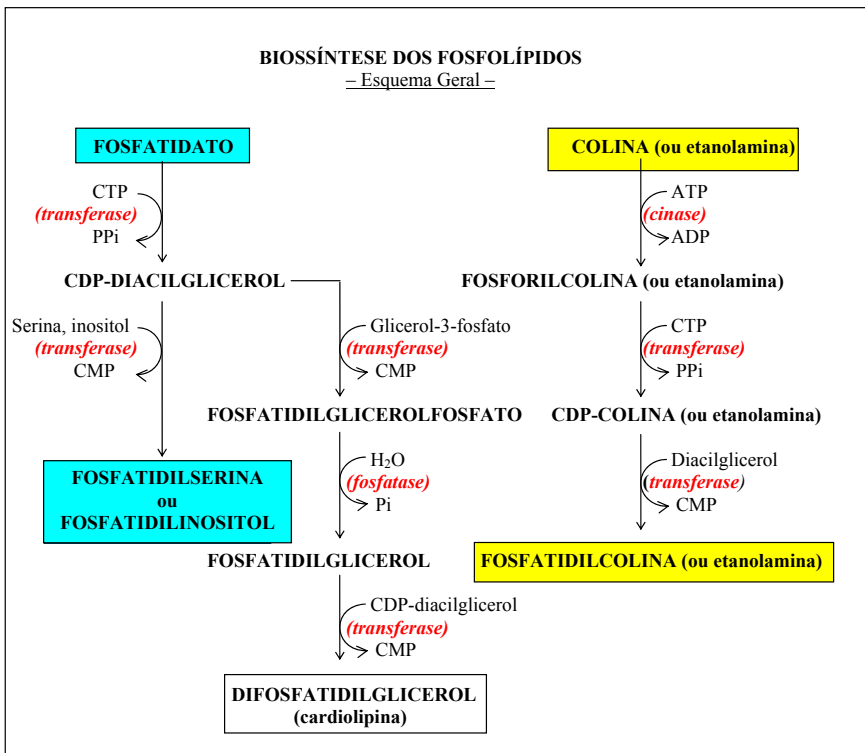 BIOSSÍNTESE DOS FOSFOLÍPIDOS
– Esquema Geral –
FOSFATIDATO
CTP
(transferase)
PPi
CDP-DIACILGLICEROL
Serina, inositol
(transferase)
CMP
FOSFATIDILSERINA
ou
FOSFATIDILINOSITOL
Glicerol-3-fosfato
(transferase)
CMP
FOSFATIDILGLICEROLFOSFATO
H₂O
(fosfatase)
Pi
FOSFATIDILGLICEROL
CDP-diacilglicerol
(transferase)
CMP
DIFOSFATIDILGLICEROL
(cardiolipina)
COLINA (ou etanolamina)
ATP
(cinase)
ADP
FOSFORILCOLINA (ou etanolamina)
CTP
(transferase)
PPi
CDP-COLINA (ou etanolamina)
Diacilglicerol
(transferase)
CMP
FOSFATIDILCOLINA (ou etanolamina)